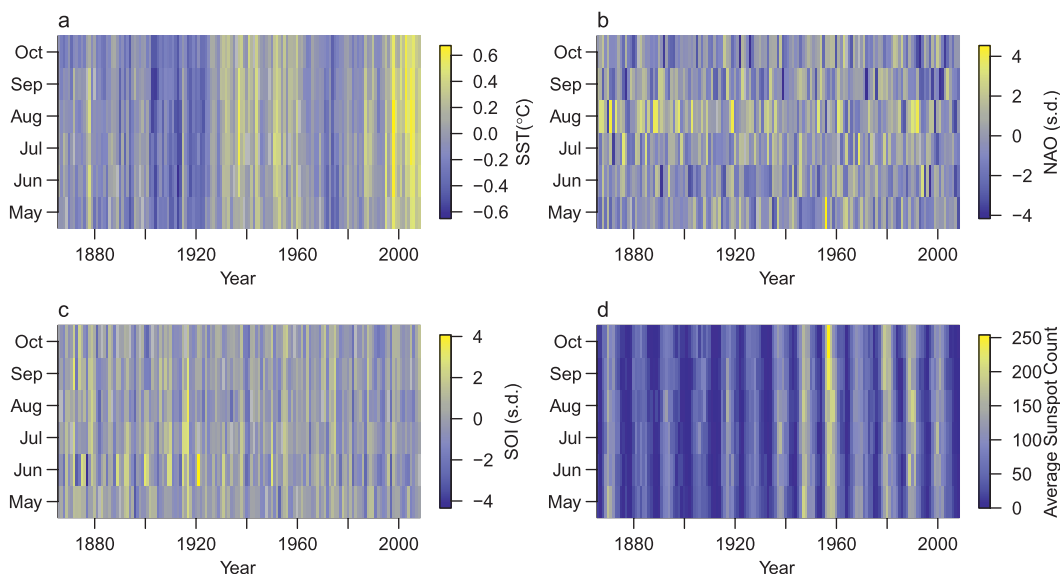 a
Oct
Sep
Aug
Jul
Jun
May
1880 1920 1960 2000
Year
0.6
0.4
0.2
0.0
−0.2
−0.4
−0.6
SST(°C)
b
Oct
Sep
Aug
Jul
Jun
May
1880 1920 1960 2000
Year
4
2
0
−2
−4
NAO (s.d.)
c
Oct
Sep
Aug
Jul
Jun
May
1880 1920 1960 2000
Year
4
2
0
−2
−4
SOI (s.d.)
d
Oct
Sep
Aug
Jul
Jun
May
1880 1920 1960 2000
Year
250
200
150
100
50
0
Average Sunspot Count